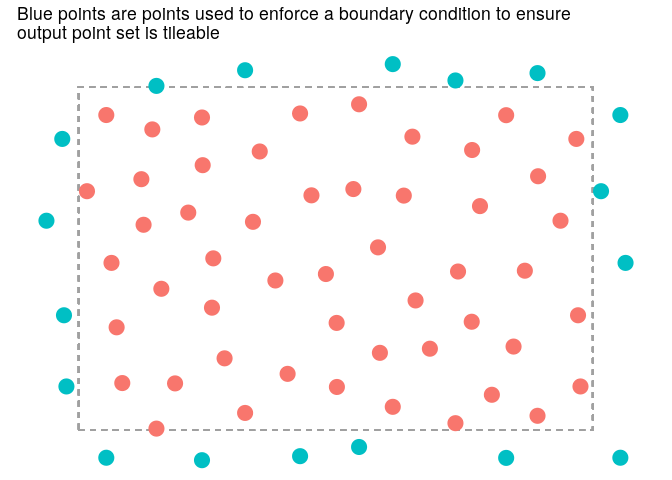 Blue points are points used to enforce a boundary condition to ensure
output point set is tileable